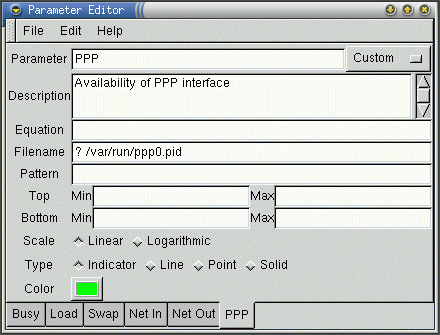 Parameter Editor
File Edit Help
Parameter PPP Custom
Description Availability of PPP interface
Equation
Filename ? /var/run/ppp0.pid
Pattern
Top Min Max
Bottom Min Max
Scale Linear Logarithmic
Type Indicator Line Point Solid
Color
Busy Load Swap Net In Net Out PPP